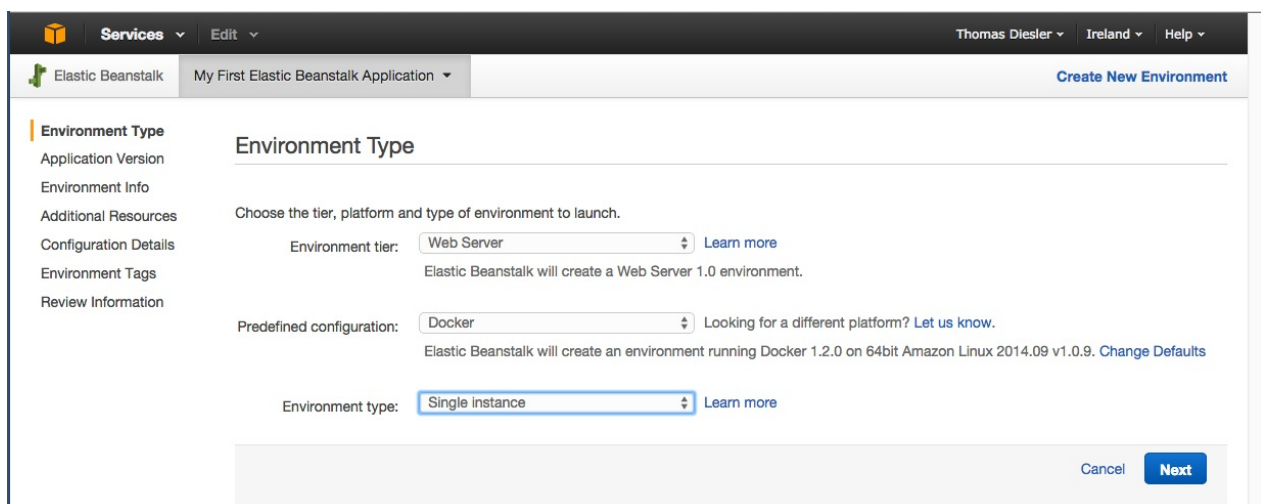 Services Edit Thomas Diesler Ireland Help
Elastic Beanstalk My First Elastic Beanstalk Application Create New Environment
Environment Type
Application Version
Environment Info
Additional Resources
Configuration Details
Environment Tags
Review Information
Environment Type
Choose the tier, platform and type of environment to launch.
Environment tier: Web Server Learn more
Elastic Beanstalk will create a Web Server 1.0 environment.
Predefined configuration: Docker Looking for a different platform? Let us know.
Elastic Beanstalk will create an environment running Docker 1.2.0 on 64bit Amazon Linux 2014.09 v1.0.9. Change Defaults
Environment type: Single instance Learn more
Cancel Next